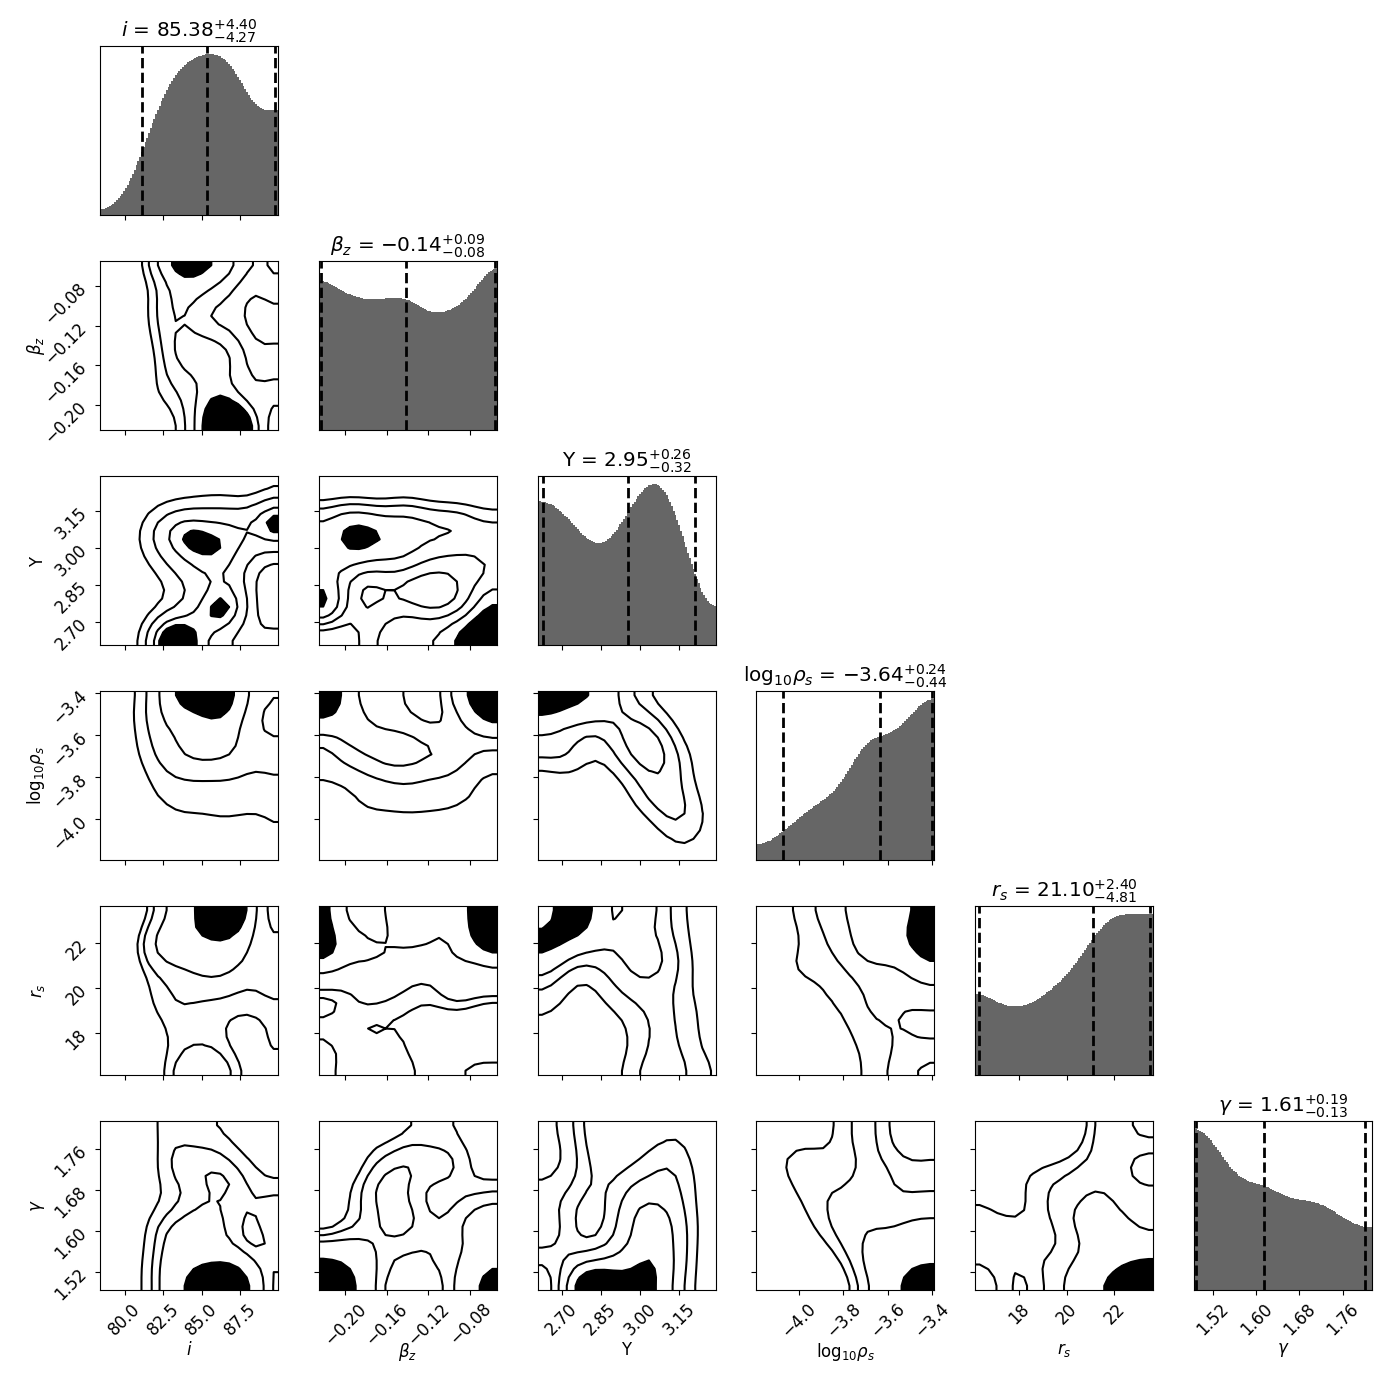 i = 85.38^{+4.40}_{-4.27}
β_z = −0.14^{+0.09}_{-0.08}
−0.08
−0.12
−0.16
−0.20
β_z
Y = 2.95^{+0.26}_{-0.32}
3.15
3.00
2.85
2.70
Y
log_{10}ρ_s = −3.64^{+0.24}_{-0.44}
−3.4
−3.6
−3.8
−4.0
log_{10}ρ_s
r_s = 21.10^{+2.40}_{-4.81}
22
20
18
r_s
γ = 1.61^{+0.19}_{-0.13}
1.76
1.68
1.60
1.52
γ
80.0 82.5 85.0 87.5
i
−0.20 −0.16 −0.12 −0.08
β_z
2.70 2.85 3.00 3.15
Y
−4.0 −3.8 −3.6 −3.4
log_{10}ρ_s
18 20 22
r_s
1.52 1.60 1.68 1.76
γ